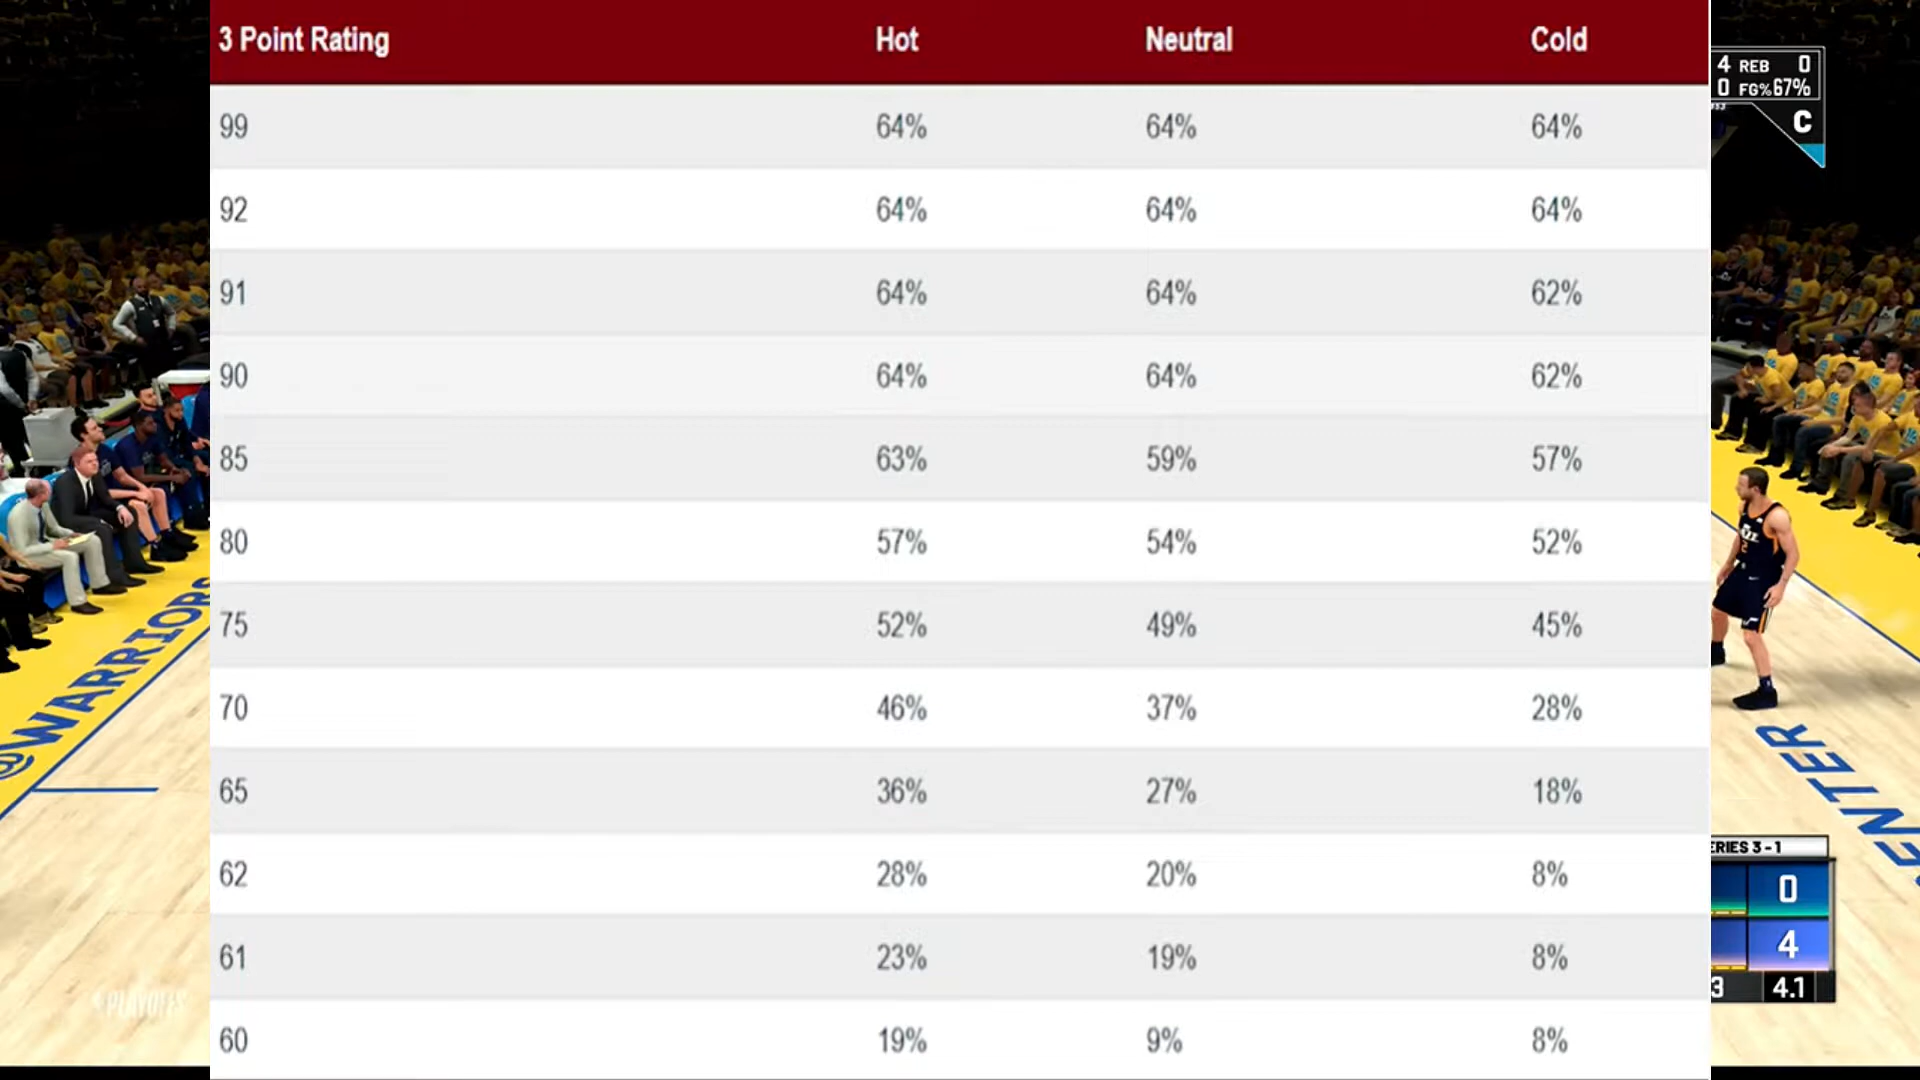 3 Point Rating Hot Neutral Cold
99 64% 64% 64%
92 64% 64% 64%
91 64% 64% 62%
90 64% 64% 62%
85 63% 59% 57%
80 57% 54% 52%
75 52% 49% 45%
70 46% 37% 28%
65 36% 27% 18%
62 28% 20% 8%
61 23% 19% 8%
60 19% 9% 8%
4 REB 0
0 FG% 67%
C
@WARRIORS
PLAYOFFS
2
ENTER
ERIES 3 - 1
0
4
3 4.1